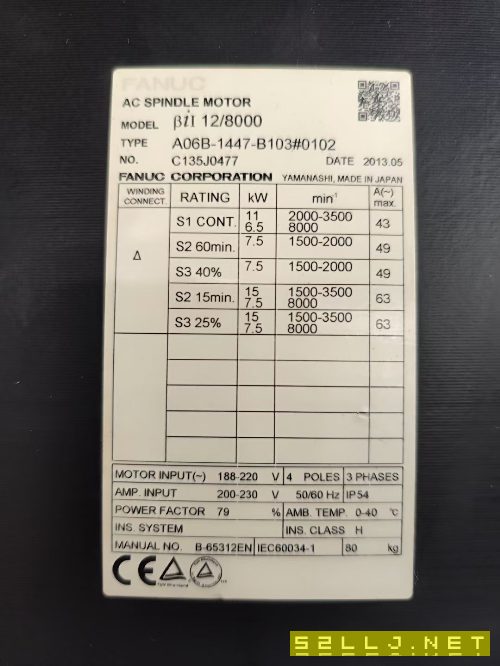 FANUC
AC SPINDLE MOTOR
MODEL βiI 12/8000
TYPE A06B-1447-B103#0102
NO. C135J0477 DATE 2013.05
FANUC CORPORATION YAMANASHI, MADE IN JAPAN
WINDING CONNECT. RATING kW min⁻¹ A(~) max.
Δ
S1 CONT. 11 6.5 2000-3500 8000 43
S2 60min. 7.5 1500-2000 49
S3 40% 7.5 1500-2000 49
S2 15min. 15 7.5 1500-3500 8000 63
S3 25% 15 7.5 1500-3500 8000 63
MOTOR INPUT(~) 188-220 V 4 POLES 3 PHASES
AMP. INPUT 200-230 V 50/60 Hz IP54
POWER FACTOR 79 % AMB. TEMP. 0-40 ℃
INS. SYSTEM INS. CLASS H
MANUAL NO. B-65312EN IEC60034-1 80 kg
CE
S2LLJ.NET